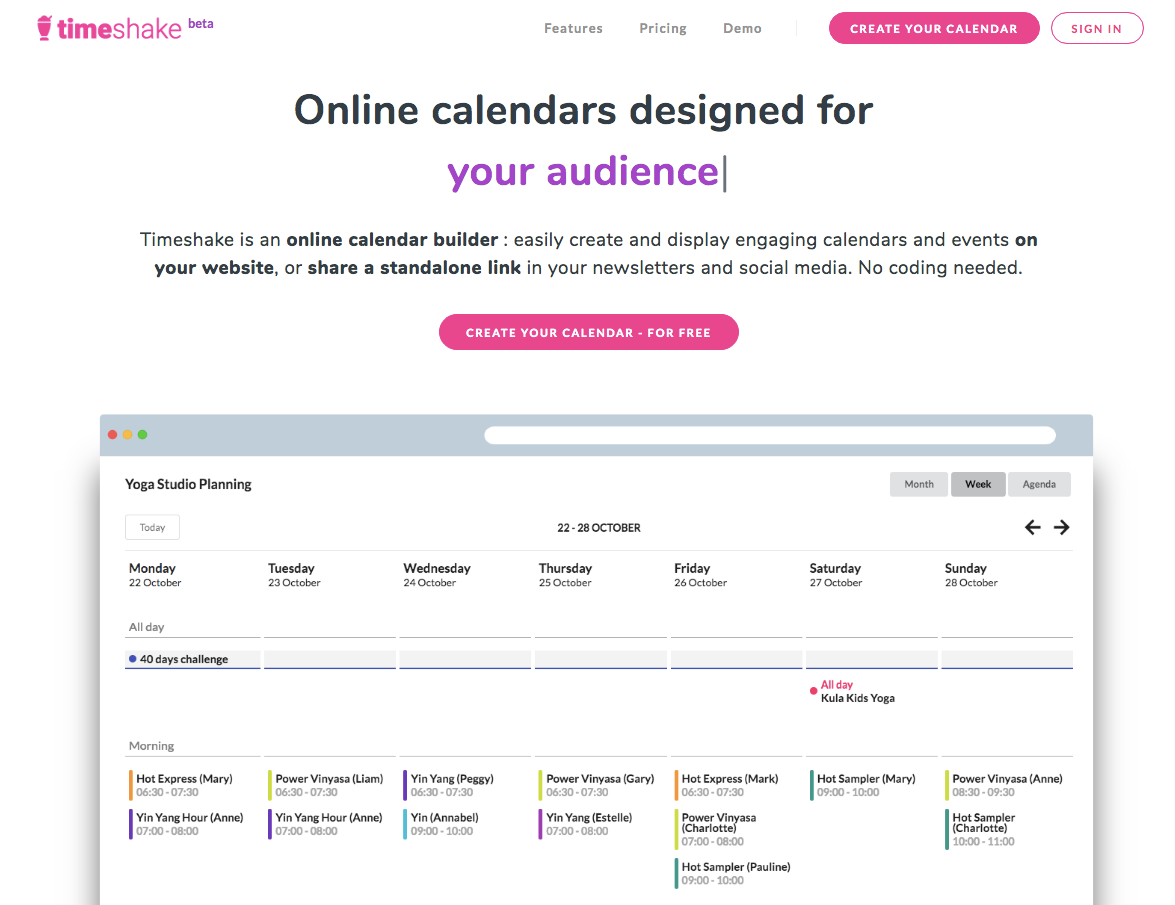 timeshake beta
Features Pricing Demo CREATE YOUR CALENDAR SIGN IN
Online calendars designed for
your audience
Timeshake is an online calendar builder : easily create and display engaging calendars and events on
your website, or share a standalone link in your newsletters and social media. No coding needed.
CREATE YOUR CALENDAR - FOR FREE
Yoga Studio Planning
Month Week Agenda
Today 22 - 28 OCTOBER
Monday Tuesday Wednesday Thursday Friday Saturday Sunday
22 October 23 October 24 October 25 October 26 October 27 October 28 October
All day
40 days challenge
All day
Kula Kids Yoga
Morning
Hot Express (Mary) Power Vinyasa (Liam) Yin Yang (Peggy) Power Vinyasa (Gary) Hot Express (Mark) Hot Sampler (Mary) Power Vinyasa (Anne)
06:30 - 07:30 06:30 - 07:30 06:30 - 07:30 06:30 - 07:30 06:30 - 07:30 09:00 - 10:00 08:30 - 09:30
Yin Yang Hour (Anne) Yin Yang Hour (Anne) Yin (Annabel) Yin Yang (Estelle) Power Vinyasa Hot Sampler
(Charlotte) (Charlotte)
07:00 - 08:00 07:00 - 08:00 09:00 - 10:00 07:00 - 08:00 07:00 - 08:00 10:00 - 11:00
Hot Sampler (Pauline)
09:00 - 10:00